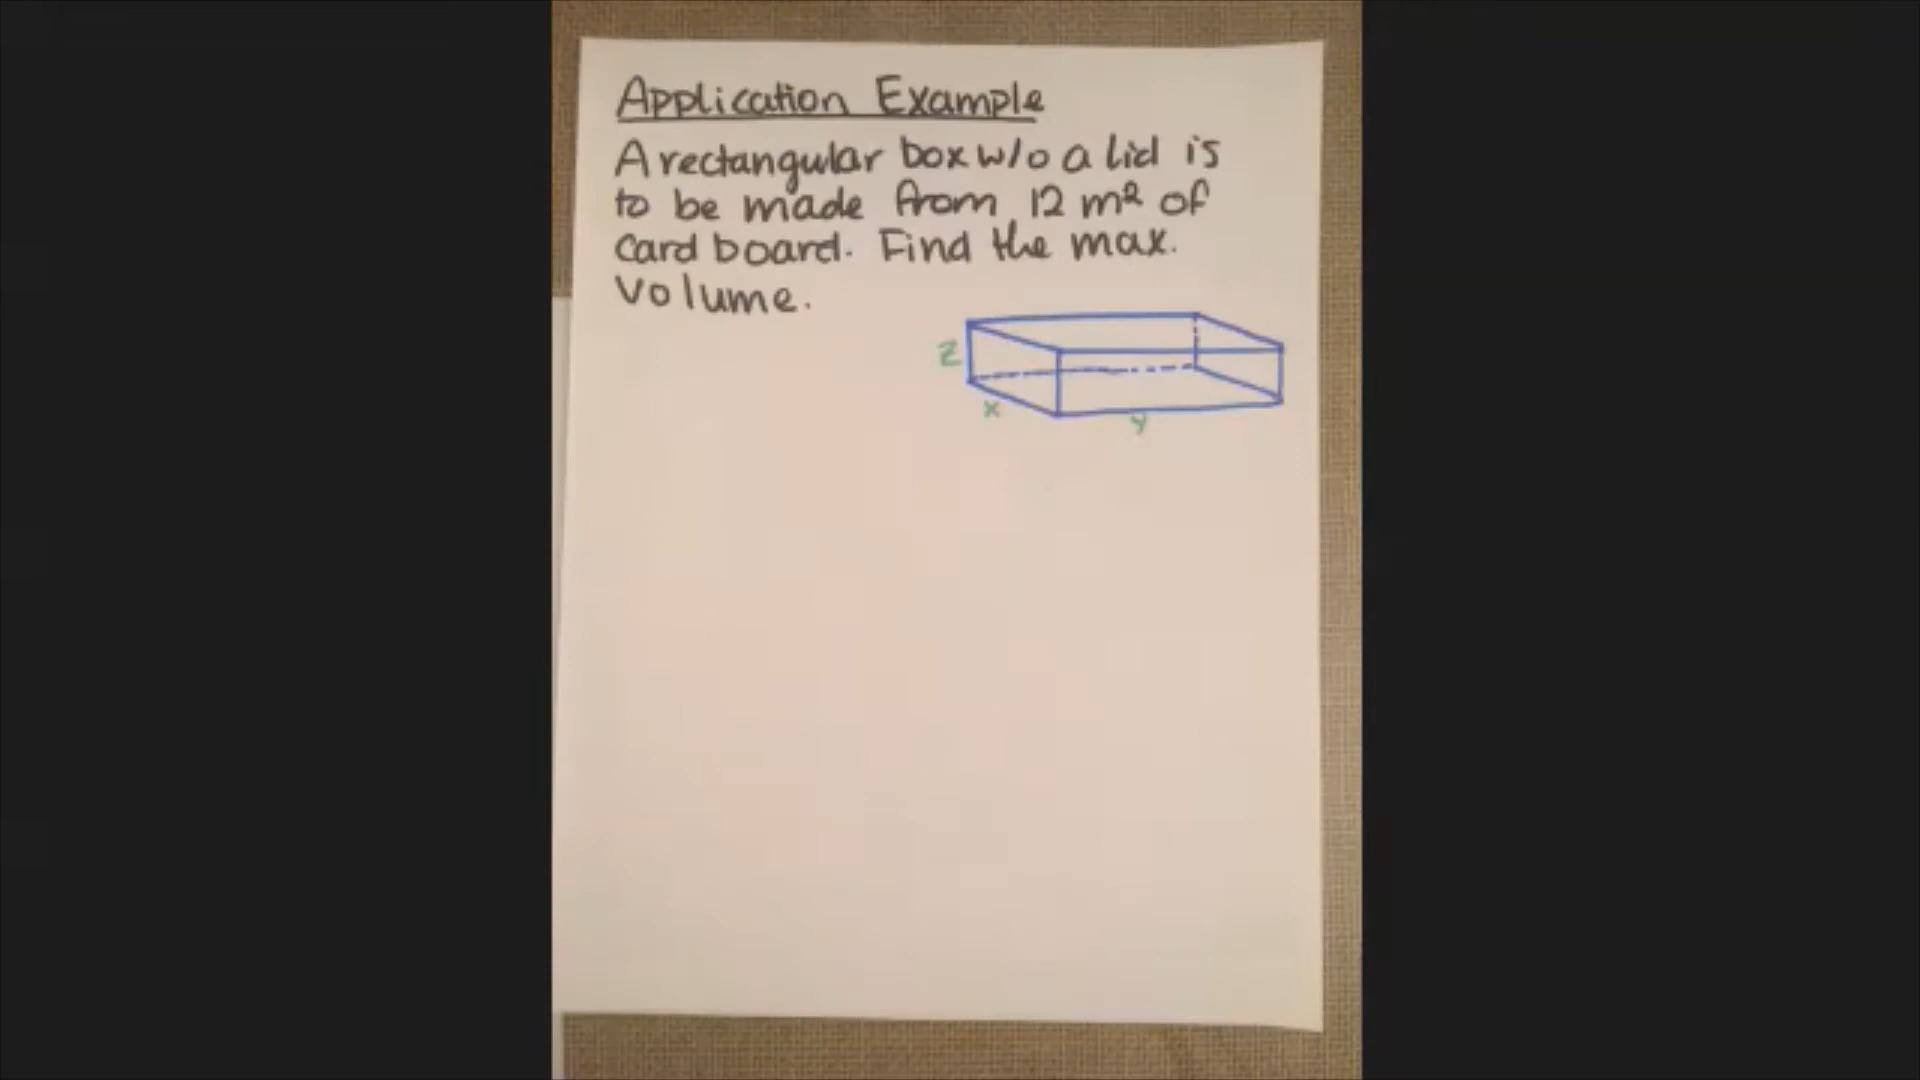 Application Example
A rectangular box w/o a lid is
to be made from 12 m² of
Card board. Find the max.
Volume.
z
x
y